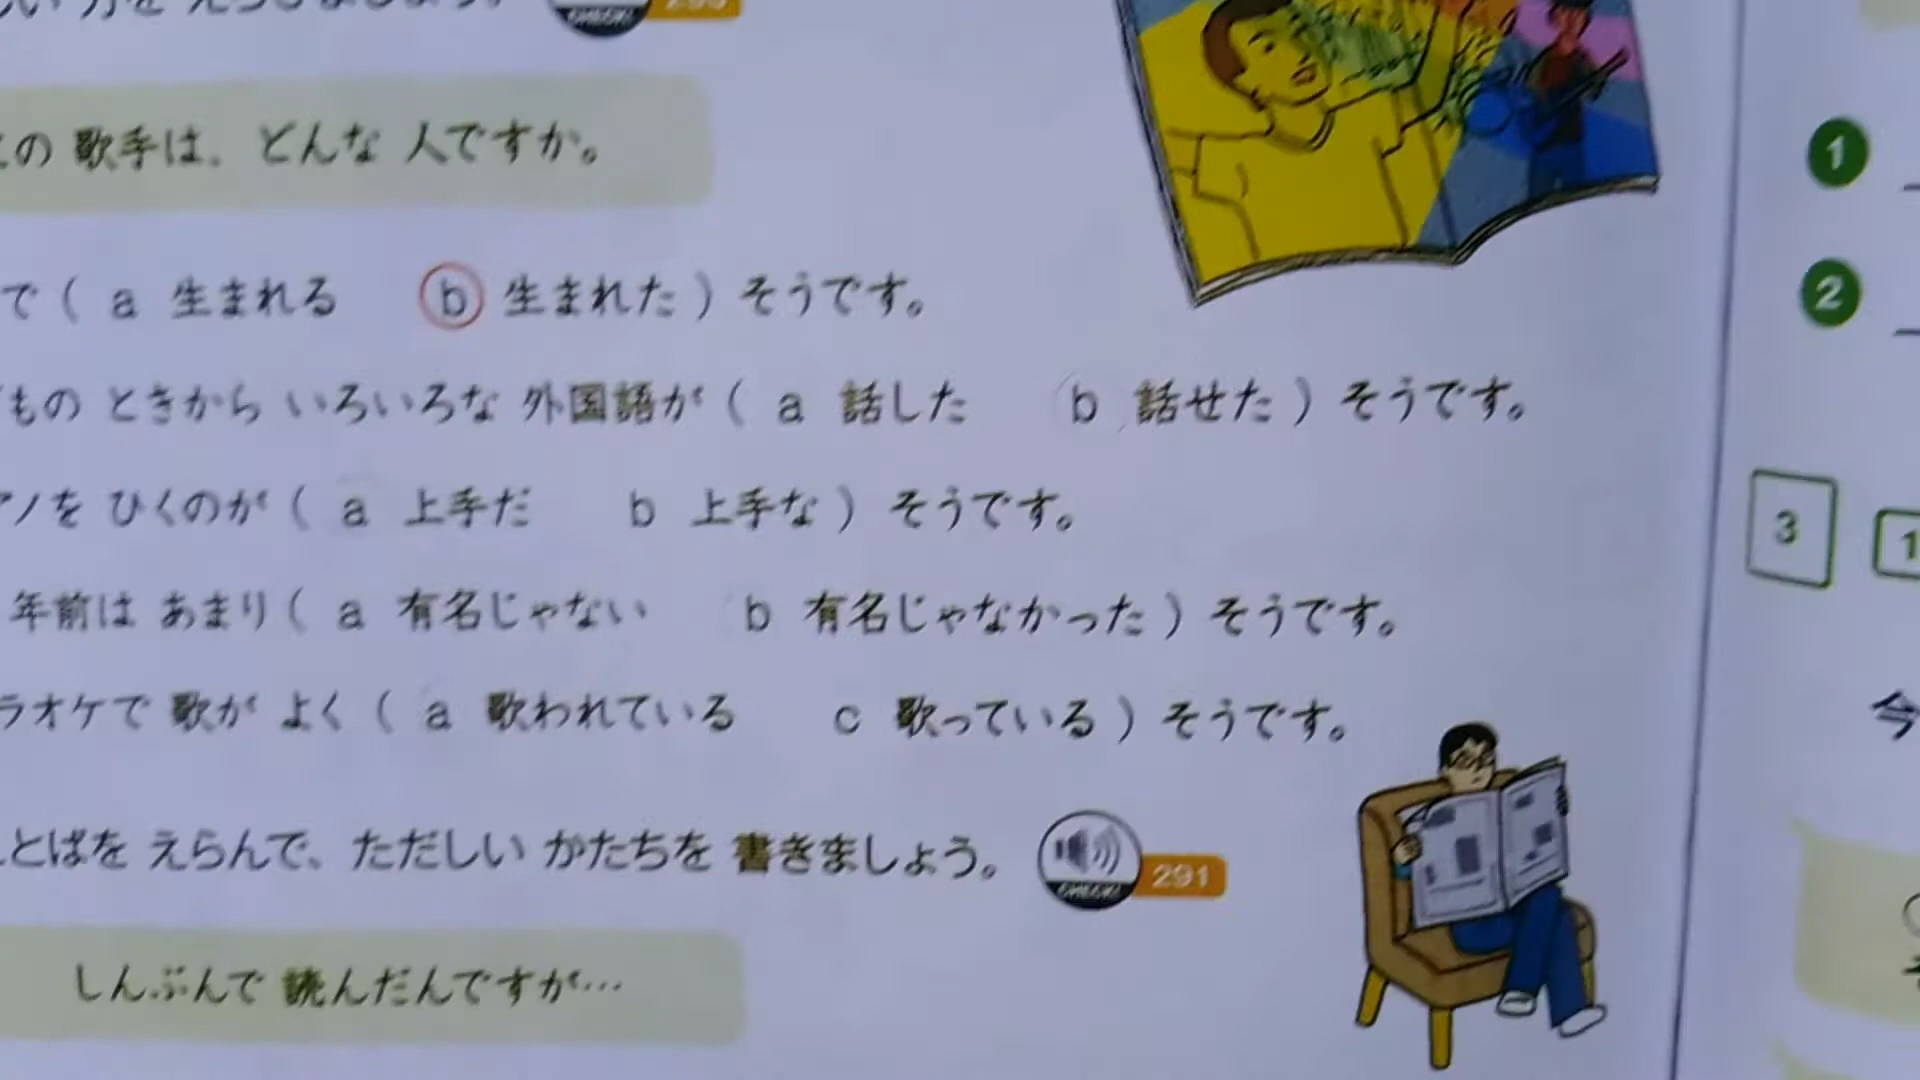 の 歌手は、どんな 人ですか。
で（ a 生まれる　b 生まれた ）そうです。
もの ときから いろいろな 外国語が（ a 話した　b 話せた ）そうです。
ノを ひくのが（ a 上手だ　b 上手な ）そうです。
年前は あまり（ a 有名じゃない　b 有名じゃなかった ）そうです。
ラオケで 歌が よく（ a 歌われている　c 歌っている ）そうです。
とばを えらんで、ただしい かたちを 書きましょう。 CHECK! 291
しんぶんで 読んだんですが…
1
2
3 1
今